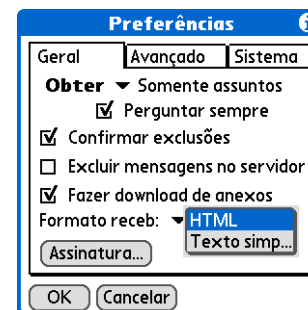 Preferências
Geral Avançado Sistema
Obter Somente assuntos
Perguntar sempre
Confirmar exclusões
Excluir mensagens no servidor
Fazer download de anexos
Formato receb: HTML
Texto simp...
Assinatura...
OK Cancelar